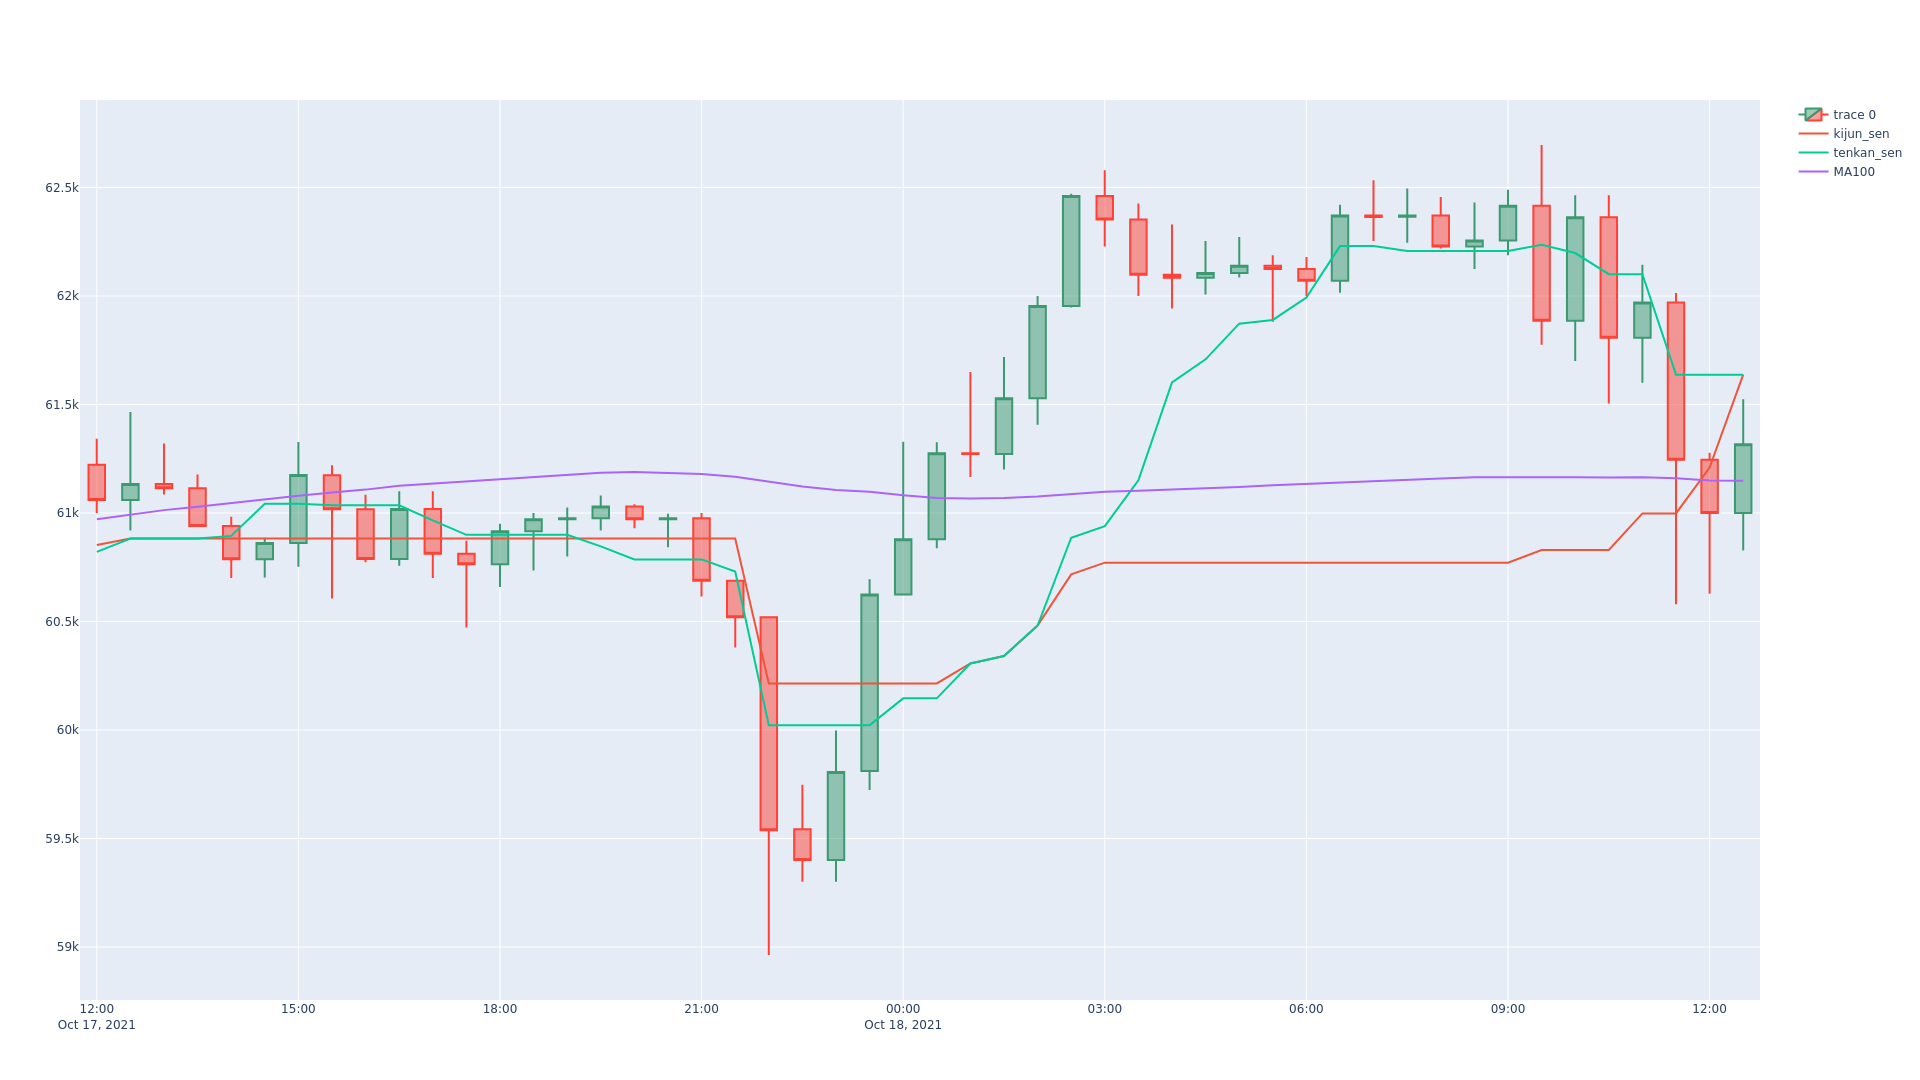 trace 0
kijun_sen
tenkan_sen
MA100
62.5k
62k
61.5k
61k
60.5k
60k
59.5k
59k
12:00 15:00 18:00 21:00 00:00 03:00 06:00 09:00 12:00
Oct 17, 2021 Oct 18, 2021